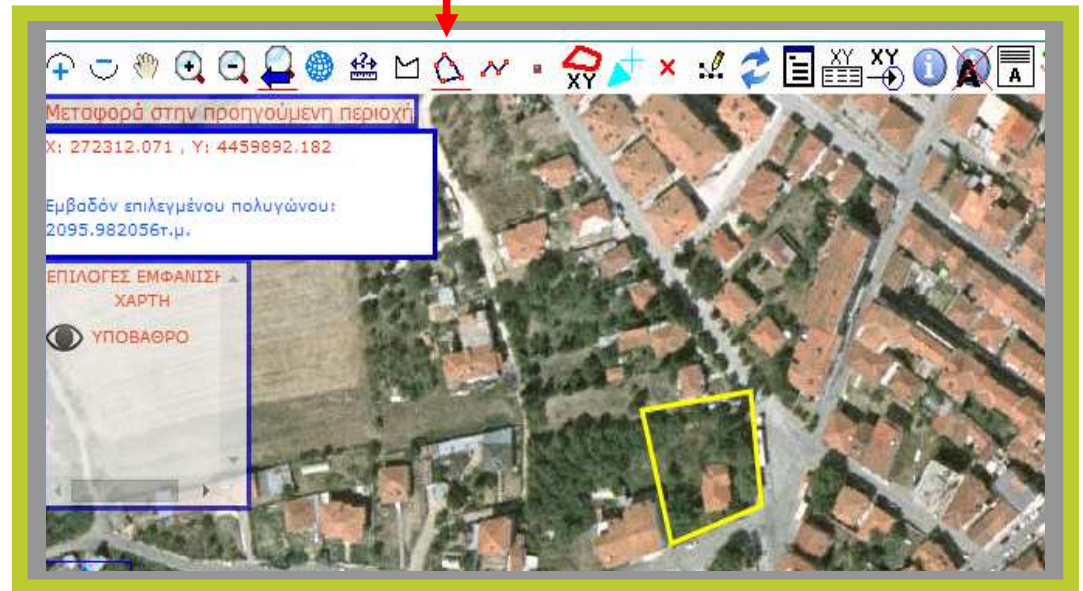 XY
XY
XY
A
A
Μεταφορά στην προηγούμενη περιοχή
X: 272312.071 , Y: 4459892.182
Εμβαδόν επιλεγμένου πολυγώνου:
2095.982056τ.μ.
ΕΠΙΛΟΓΕΣ ΕΜΦΑΝΙΣΗ
ΧΑΡΤΗ
ΥΠΟΒΑΘΡΟ